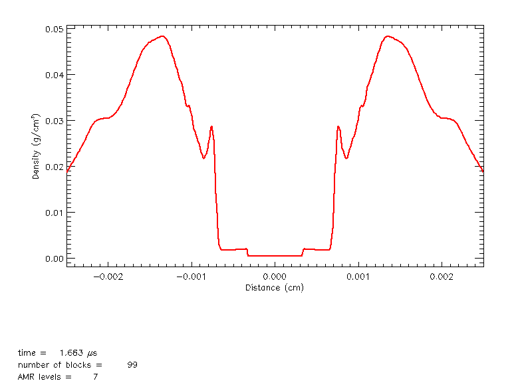 0.05
0.04
0.03
0.02
0.01
0.00
Density (g/cm³)
−0.002 −0.001 0.000 0.001 0.002
Distance (cm)
time = 1.663 μs
number of blocks = 99
AMR levels = 7